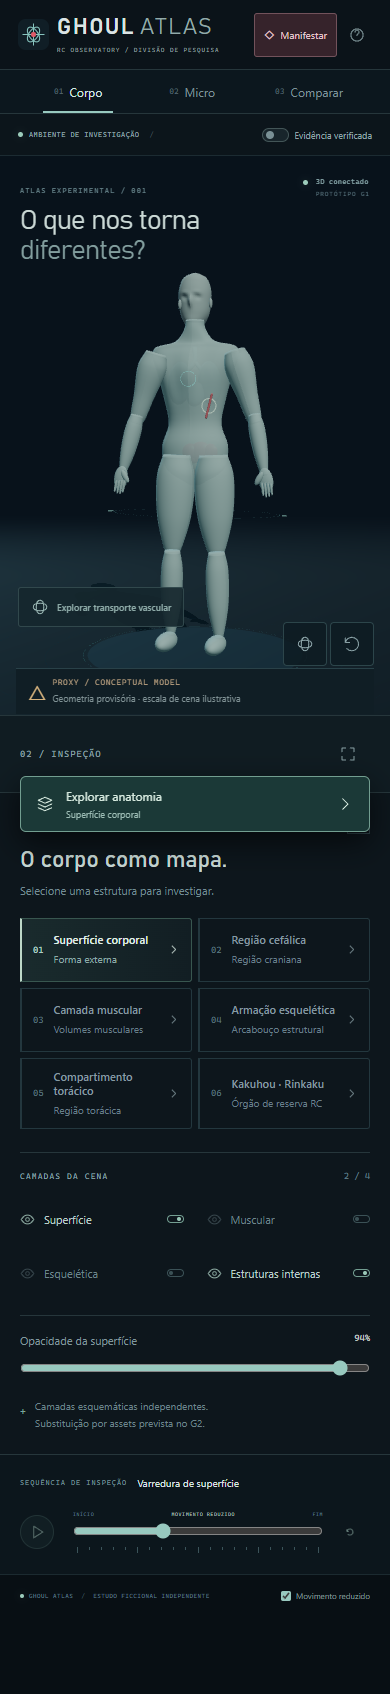 GHOUL ATLAS
RC OBSERVATORY / DIVISÃO DE PESQUISA
Manifestar
01 Corpo
02 Micro
03 Comparar
AMBIENTE DE INVESTIGAÇÃO /
Evidência verificada
ATLAS EXPERIMENTAL / 001
3D conectado
PROTÓTIPO G1
O que nos torna
diferentes?
Explorar transporte vascular
PROXY / CONCEPTUAL MODEL
Geometria provisória · escala de cena ilustrativa
02 / INSPEÇÃO
Explorar anatomia
Superfície corporal
O corpo como mapa.
Selecione uma estrutura para investigar.
01 Superfície corporal
Forma externa
02 Região cefálica
Região craniana
03 Camada muscular
Volumes musculares
04 Armação esquelética
Arcabouço estrutural
05 Compartimento
torácico
Região torácica
06 Kakuhou · Rinkaku
Órgão de reserva RC
CAMADAS DA CENA
2 / 4
Superfície
Muscular
Esquelética
Estruturas internas
Opacidade da superfície
94%
+ Camadas esquemáticas independentes.
Substituição por assets prevista no G2.
SEQUÊNCIA DE INSPEÇÃO Varredura de superfície
INÍCIO
MOVIMENTO REDUZIDO
FIM
GHOUL ATLAS / ESTUDO FICCIONAL INDEPENDENTE
Movimento reduzido